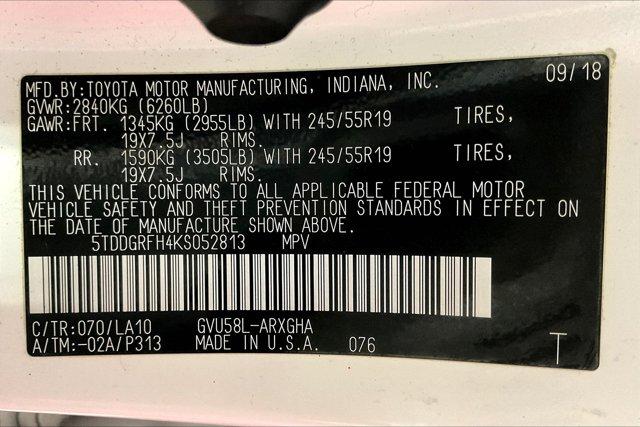 MFD.BY:TOYOTA MOTOR MANUFACTURING, INDIANA, INC. 09/18
GVWR:2840KG (6260LB)
GAWR:FRT. 1345KG (2955LB) WITH 245/55R19 TIRES,
19X7.5J RIMS.
RR. 1590KG (3505LB) WITH 245/55R19 TIRES,
19X7.5J RIMS.
THIS VEHICLE CONFORMS TO ALL APPLICABLE FEDERAL MOTOR
VEHICLE SAFETY AND THEFT PREVENTION STANDARDS IN EFFECT ON
THE DATE OF MANUFACTURE SHOWN ABOVE.
5TDDGRFH4KS052813 MPV
C/TR:070/LA10 GVU58L-ARXGHA
A/TM:-02A/P313 MADE IN U.S.A. 076 T